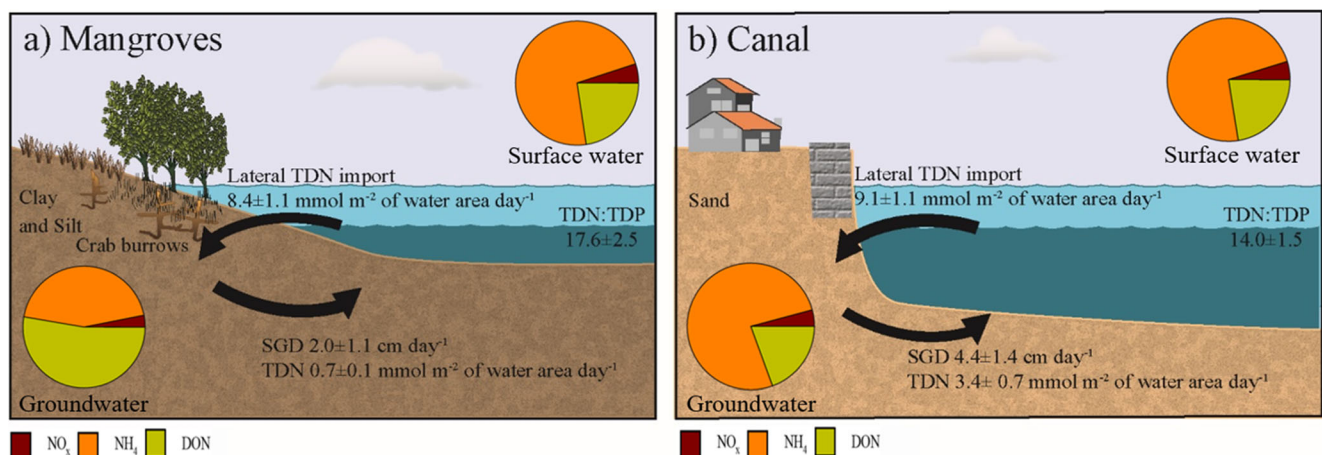 a) Mangroves
Surface water
Lateral TDN import
8.4±1.1 mmol m⁻² of water area day⁻¹
Clay
and Silt
TDN:TDP
17.6±2.5
Crab burrows
SGD 2.0±1.1 cm day⁻¹
TDN 0.7±0.1 mmol m⁻² of water area day⁻¹
Groundwater
NOₓ NH₄ DON
b) Canal
Surface water
Lateral TDN import
9.1±1.1 mmol m⁻² of water area day⁻¹
Sand
TDN:TDP
14.0±1.5
SGD 4.4±1.4 cm day⁻¹
TDN 3.4± 0.7 mmol m⁻² of water area day⁻¹
Groundwater
NOₓ NH₄ DON